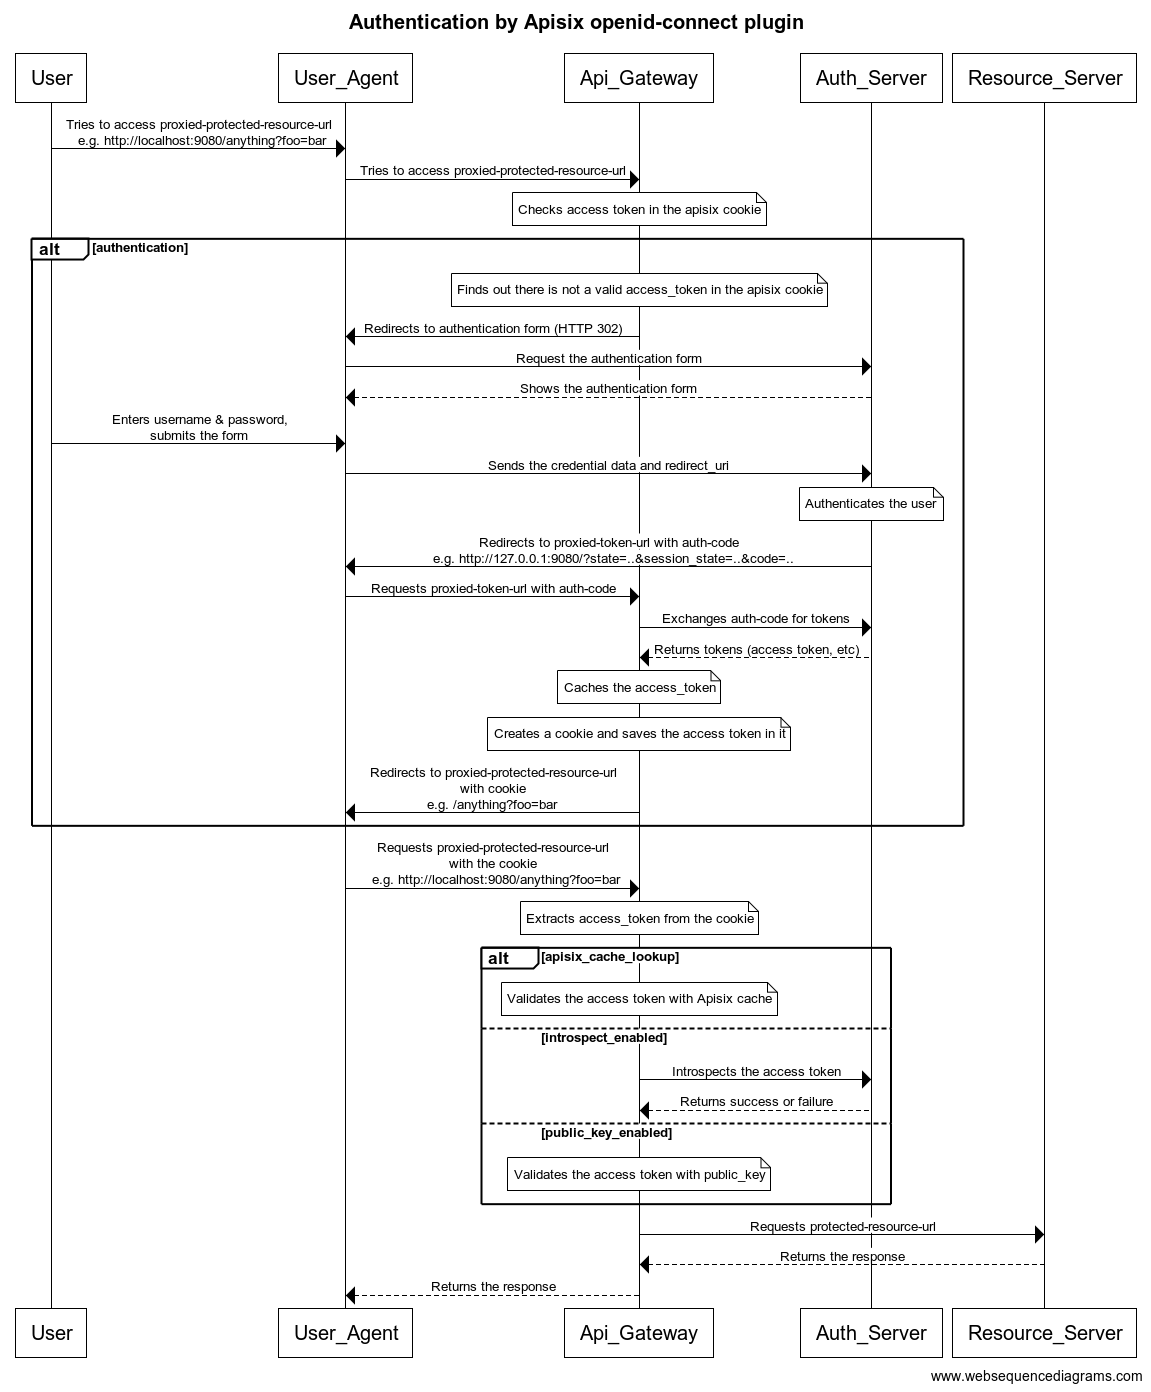 Authentication by Apisix openid-connect plugin
User
User_Agent
Api_Gateway
Auth_Server
Resource_Server
Tries to access proxied-protected-resource-url
e.g. http://localhost:9080/anything?foo=bar
Tries to access proxied-protected-resource-url
Checks access token in the apisix cookie
alt
[authentication]
Finds out there is not a valid access_token in the apisix cookie
Redirects to authentication form (HTTP 302)
Request the authentication form
Shows the authentication form
Enters username & password,
submits the form
Sends the credential data and redirect_uri
Authenticates the user
Redirects to proxied-token-url with auth-code
e.g. http://127.0.0.1:9080/?state=..&session_state=..&code=..
Requests proxied-token-url with auth-code
Exchanges auth-code for tokens
Returns tokens (access token, etc)
Caches the access_token
Creates a cookie and saves the access token in it
Redirects to proxied-protected-resource-url
with cookie
e.g. /anything?foo=bar
Requests proxied-protected-resource-url
with the cookie
e.g. http://localhost:9080/anything?foo=bar
Extracts access_token from the cookie
alt
[apisix_cache_lookup]
Validates the access token with Apisix cache
[introspect_enabled]
Introspects the access token
Returns success or failure
[public_key_enabled]
Validates the access token with public_key
Requests protected-resource-url
Returns the response
Returns the response
User
User_Agent
Api_Gateway
Auth_Server
Resource_Server
www.websequencediagrams.com